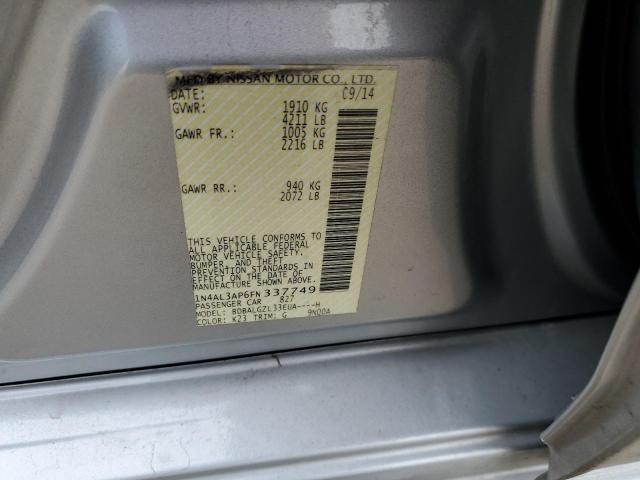 MFD BY NISSAN MOTOR CO., LTD.
DATE: 09/14
GVWR: 1910 KG
4211 LB
GAWR FR.: 1005 KG
2216 LB
GAWR RR.: 940 KG
2072 LB
THIS VEHICLE CONFORMS TO
ALL APPLICABLE FEDERAL
MOTOR VEHICLE SAFETY,
BUMPER, AND THEFT
PREVENTION STANDARDS IN
EFFECT ON THE DATE OF
MANUFACTURE SHOWN ABOVE.
1N4AL3AP6FN337749
PASSENGER CAR 827
MODEL: BDBALGZL33EUA----H
COLOR: K23 TRIM: G 9N00A